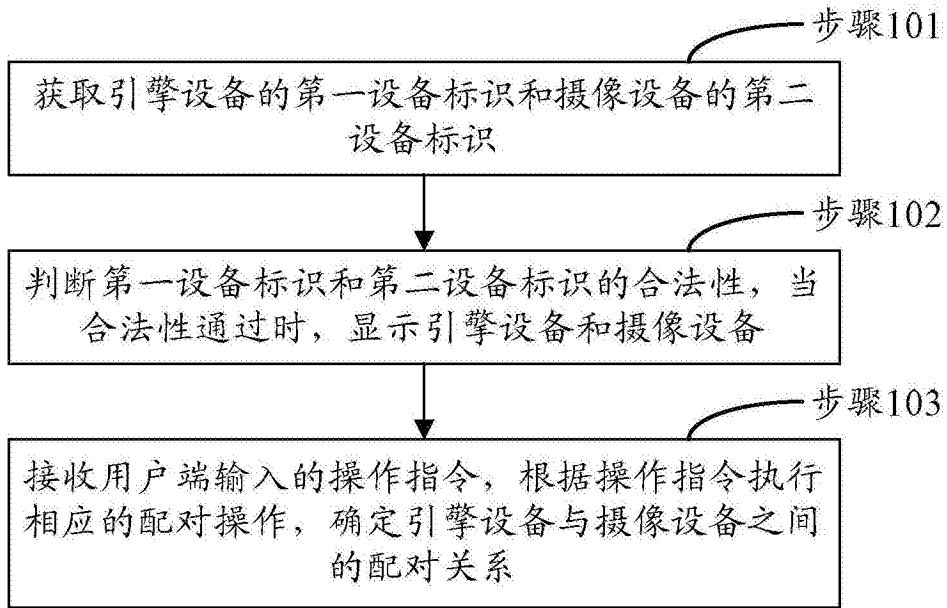 步骤101
获取引擎设备的第一设备标识和摄像设备的第二
设备标识
步骤102
判断第一设备标识和第二设备标识的合法性，当
合法性通过时，显示引擎设备和摄像设备
步骤103
接收用户端输入的操作指令，根据操作指令执行
相应的配对操作，确定引擎设备与摄像设备之间
的配对关系